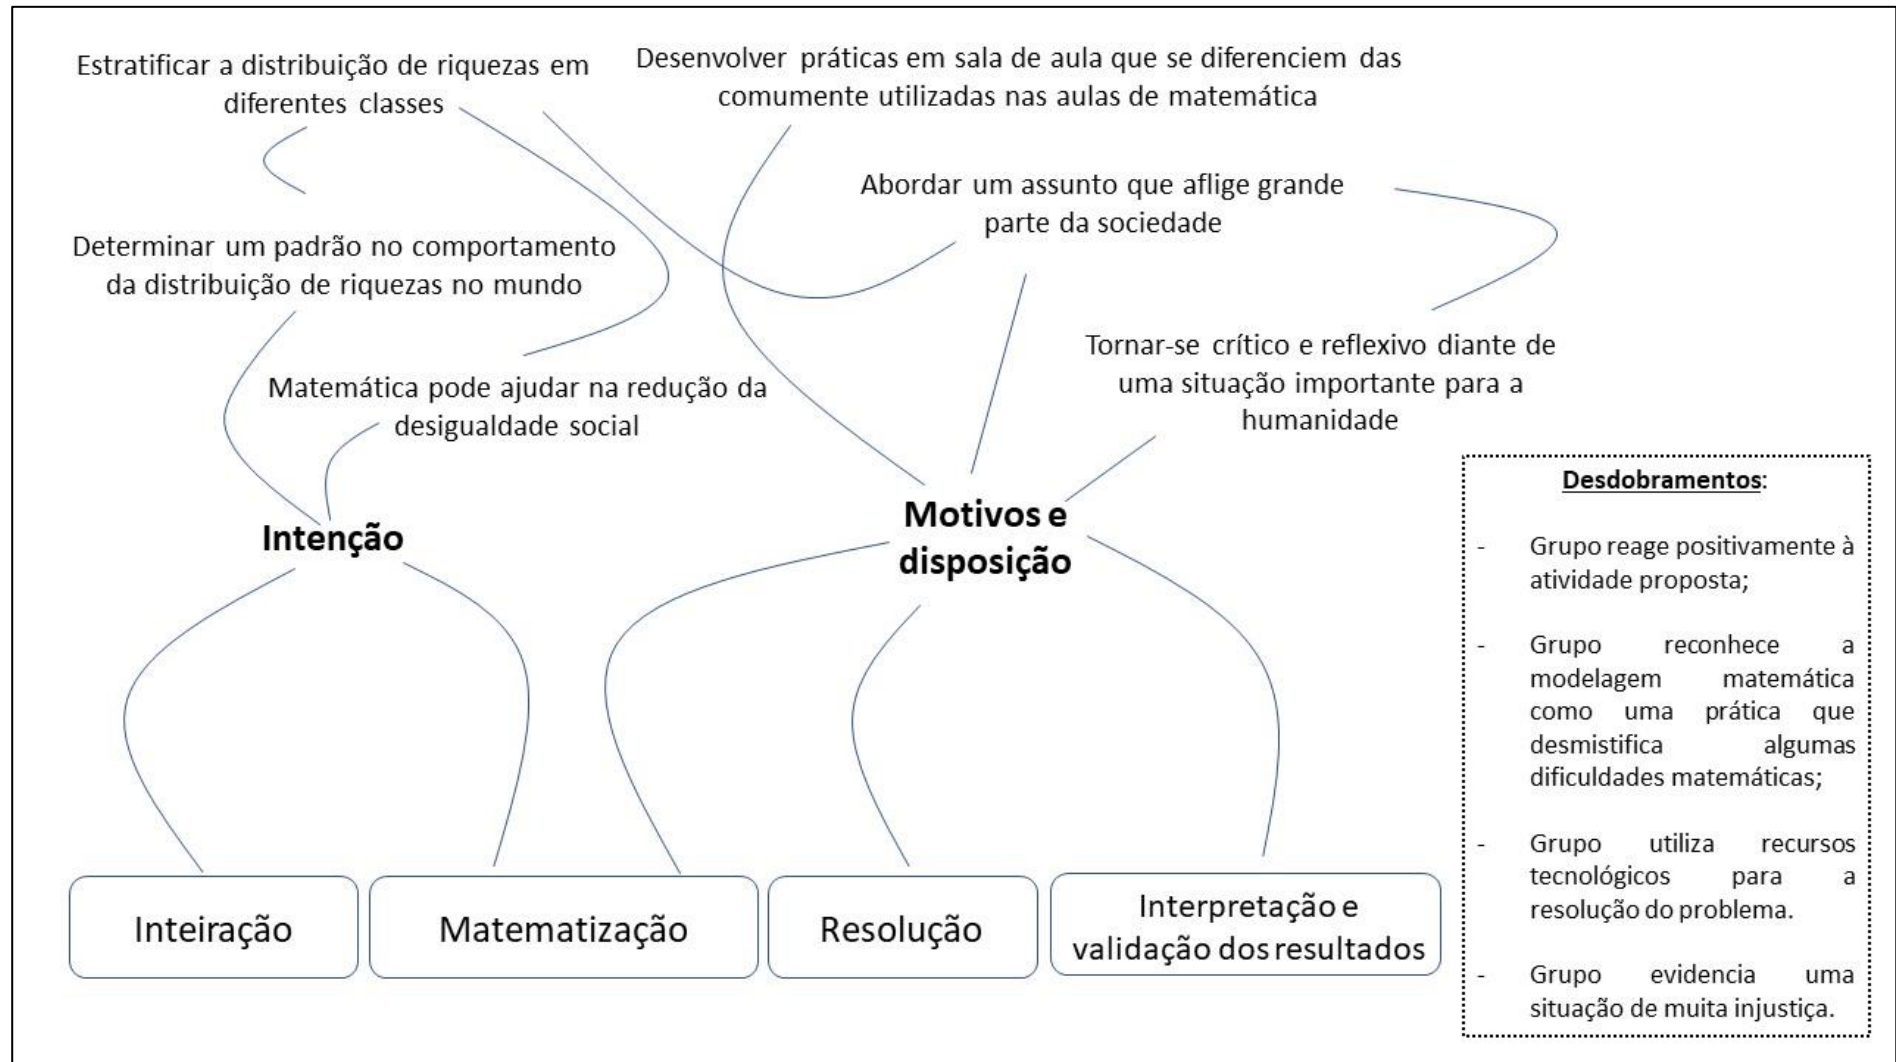 Estratificar a distribuição de riquezas em
diferentes classes
Desenvolver práticas em sala de aula que se diferenciem das
comumente utilizadas nas aulas de matemática
Abordar um assunto que aflige grande
parte da sociedade
Determinar um padrão no comportamento
da distribuição de riquezas no mundo
Tornar-se crítico e reflexivo diante de
uma situação importante para a
humanidade
Matemática pode ajudar na redução da
desigualdade social
Intenção
Motivos e
disposição
Inteiração
Matematização
Resolução
Interpretação e
validação dos resultados
Desdobramentos:
- Grupo reage positivamente à
atividade proposta;
- Grupo reconhece a
modelagem matemática
como uma prática que
desmistifica algumas
dificuldades matemáticas;
- Grupo utiliza recursos
tecnológicos para a
resolução do problema.
- Grupo evidencia uma
situação de muita injustiça.